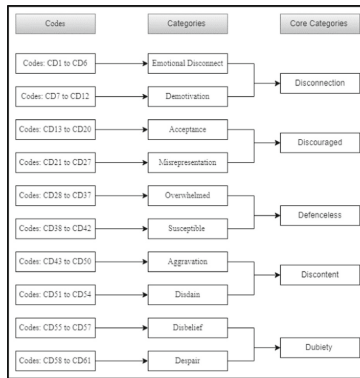 Codes Categories Core Categories
Codes: CD1 to CD6 Emotional Disconnect
Disconnection
Codes: CD7 to CD12 Demotivation
Codes: CD13 to CD20 Acceptance
Discouraged
Codes: CD21 to CD27 Misrepresentation
Codes: CD28 to CD37 Overwhelmed
Defenceless
Codes: CD38 to CD42 Susceptible
Codes: CD43 to CD50 Aggravation
Discontent
Codes: CD51 to CD54 Disdain
Codes: CD55 to CD57 Disbelief
Dubiety
Codes: CD58 to CD61 Despair